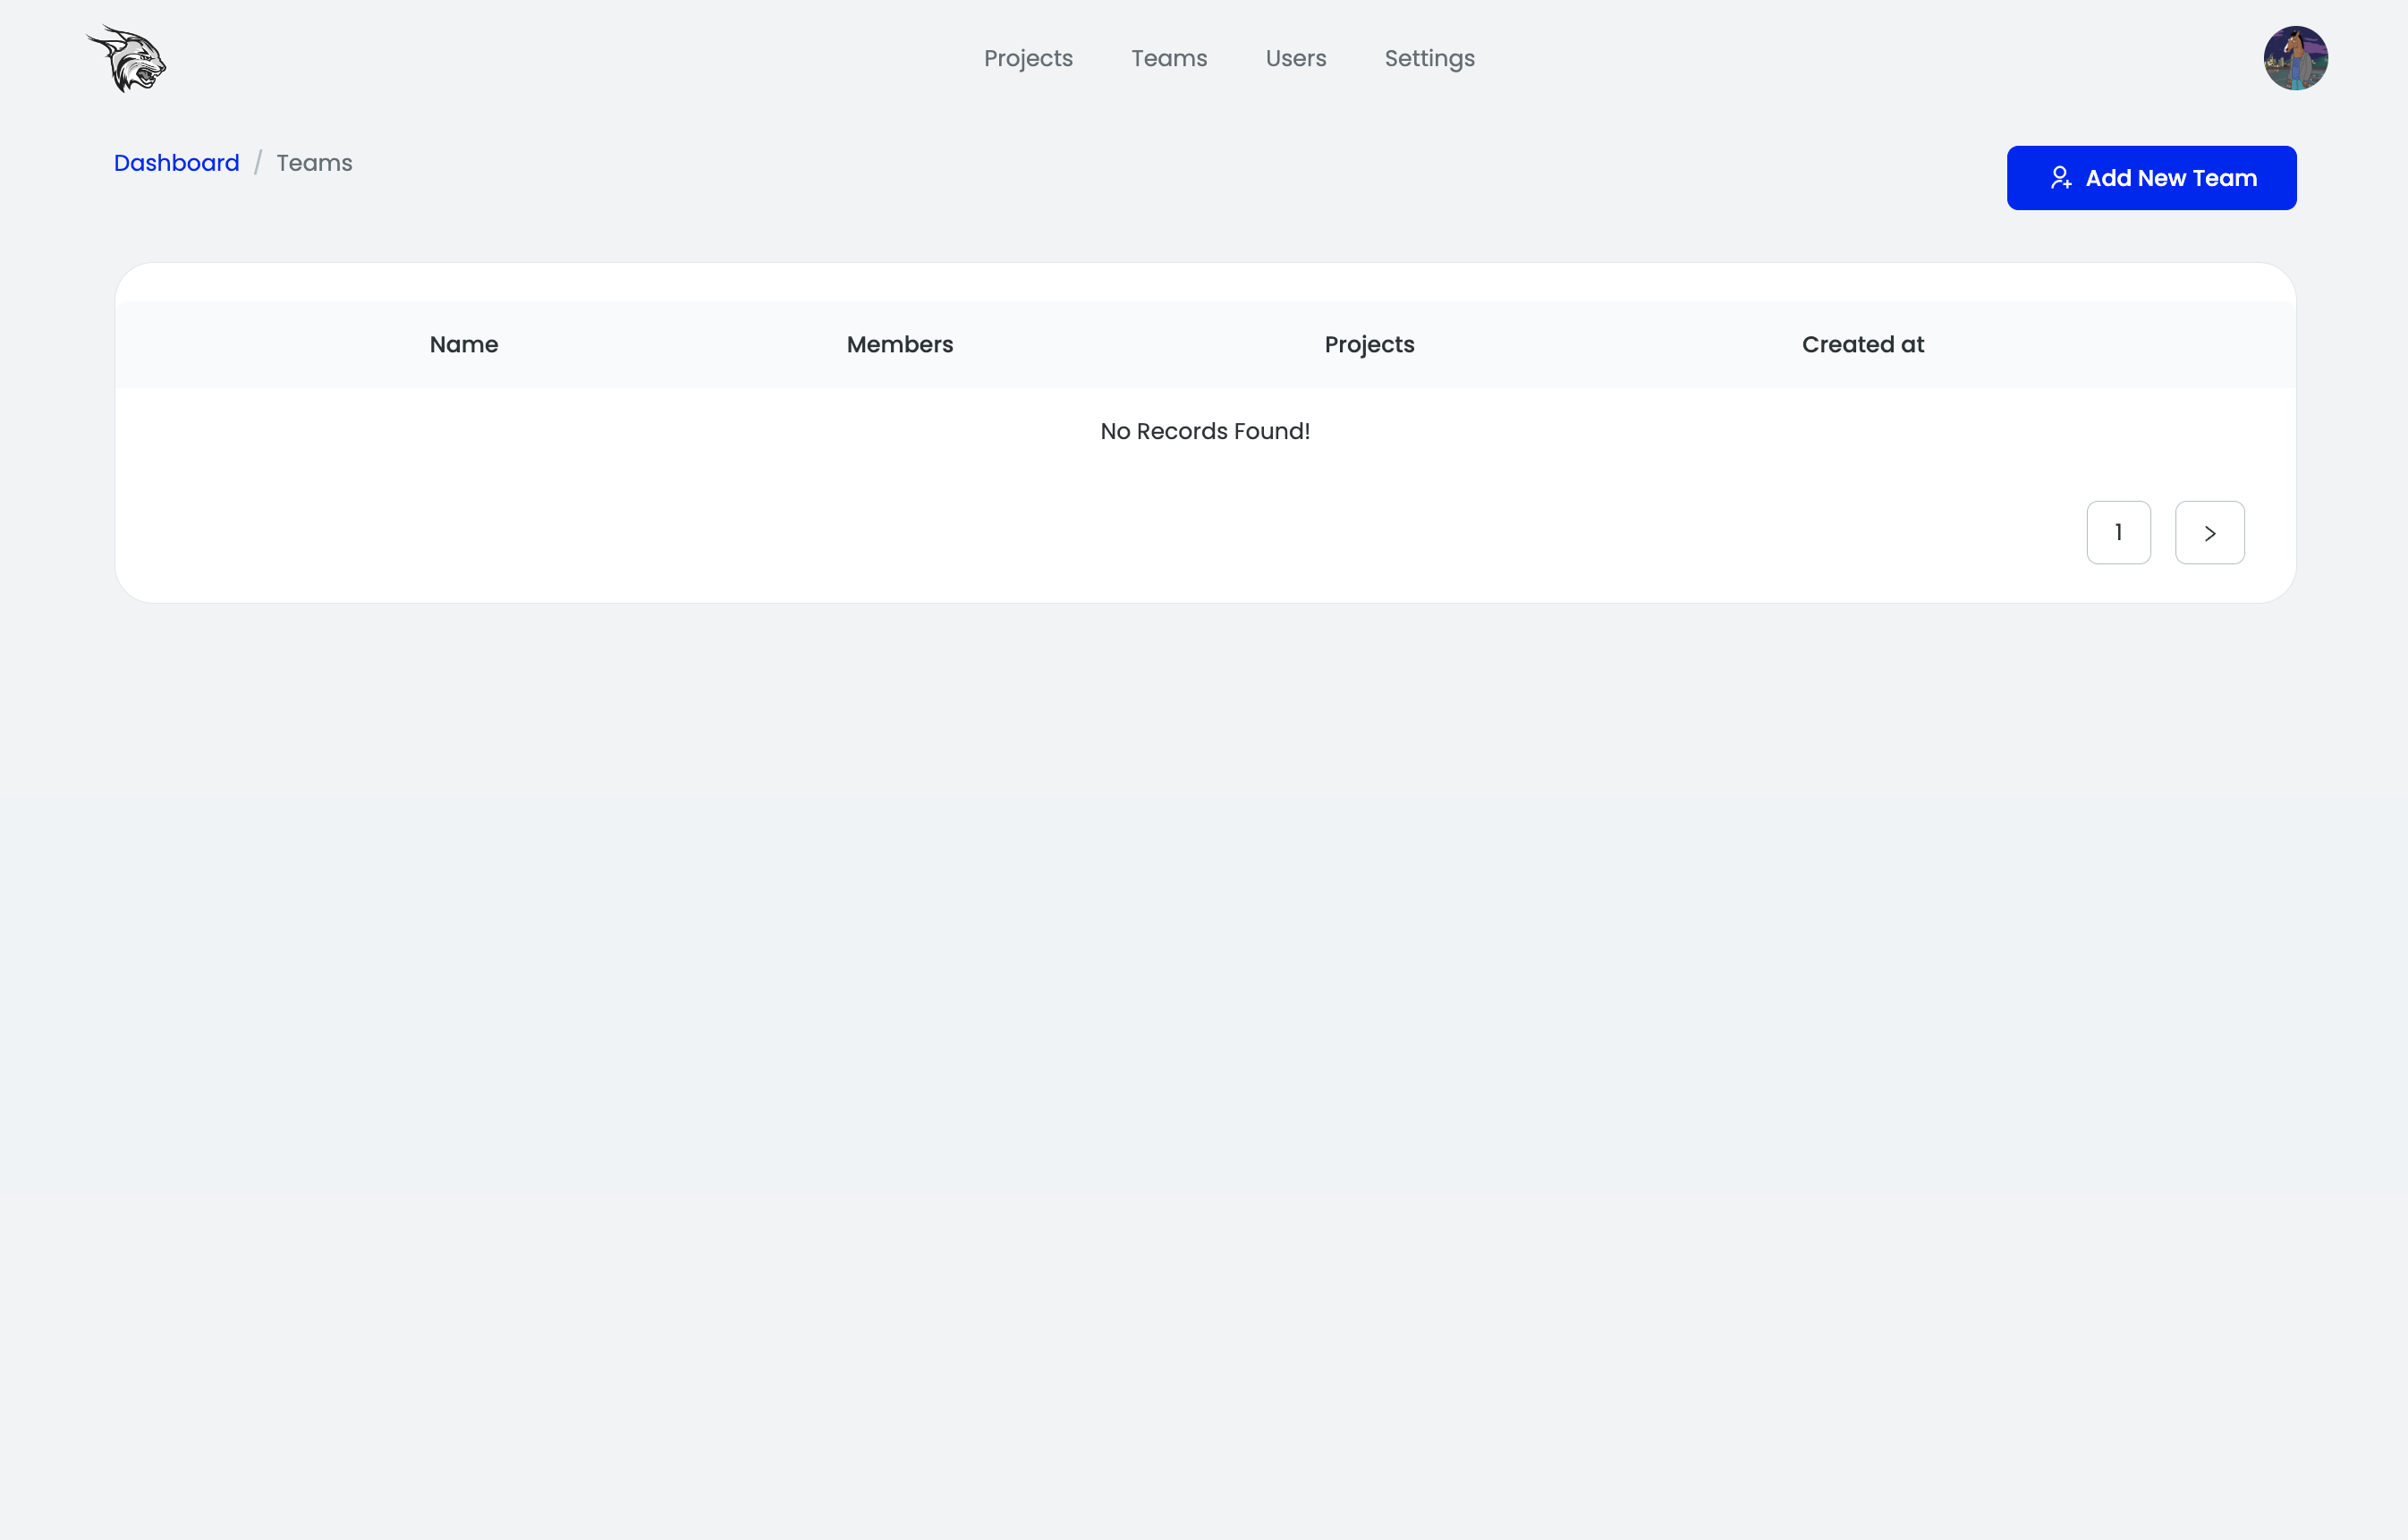 Projects Teams Users Settings
Dashboard / Teams
Add New Team
Name Members Projects Created at
No Records Found!
1 >